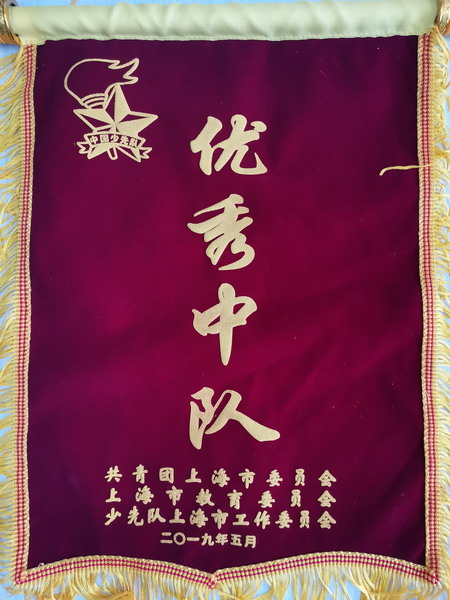 中国少先队
优秀中队
共青团上海市委员会
上海市教育委员会
少先队上海市工作委员会
二〇一九年五月